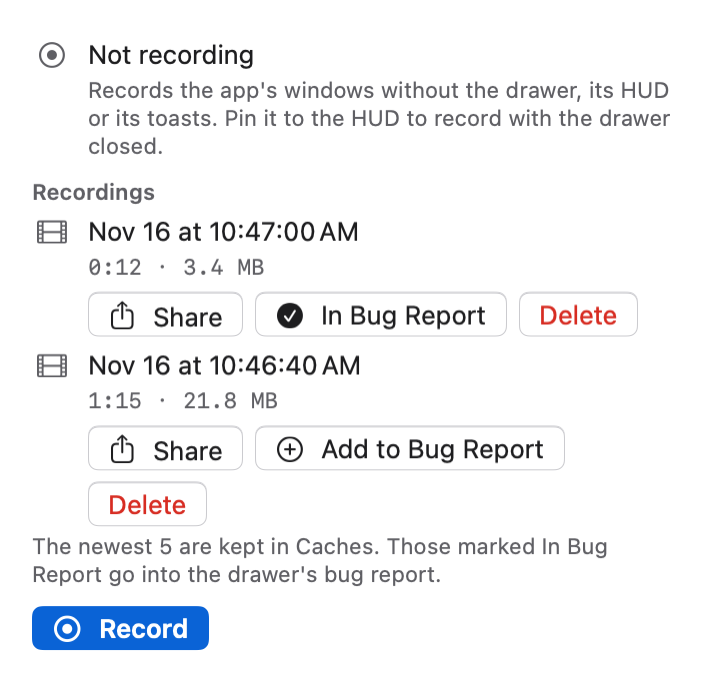 Not recording
Records the app's windows without the drawer, its HUD
or its toasts. Pin it to the HUD to record with the drawer
closed.
Recordings
Nov 16 at 10:47:00 AM
0:12 · 3.4 MB
Share
In Bug Report
Delete
Nov 16 at 10:46:40 AM
1:15 · 21.8 MB
Share
Add to Bug Report
Delete
The newest 5 are kept in Caches. Those marked In Bug
Report go into the drawer's bug report.
Record